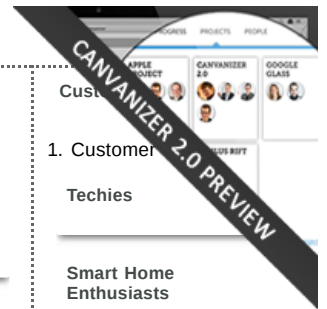 PROGRESS PROJECTS PEOPLE
APPLE
PROJECT
CANVANIZER
2.0
GOOGLE
GLASS
CANVANIZER 2.0 PREVIEW
1. Customer
Techies
Smart Home
Enthusiasts